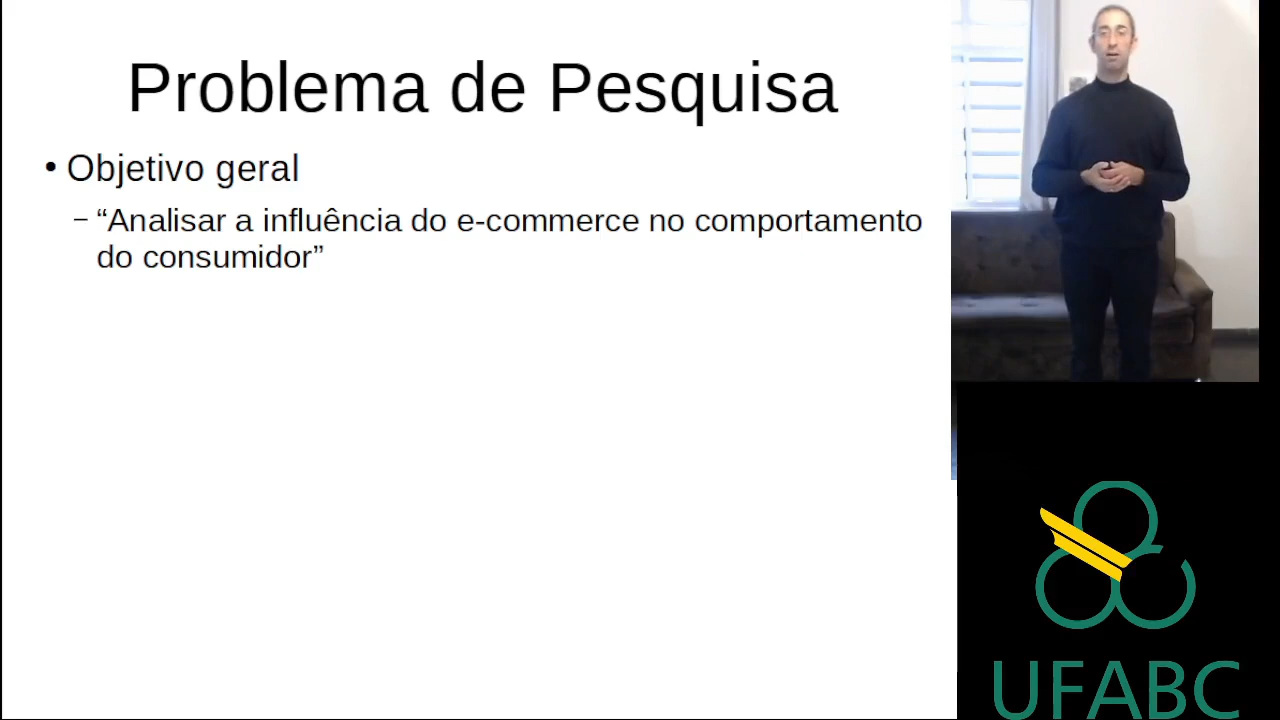 Problema de Pesquisa
• Objetivo geral
– “Analisar a influência do e-commerce no comportamento
do consumidor”
UFABC